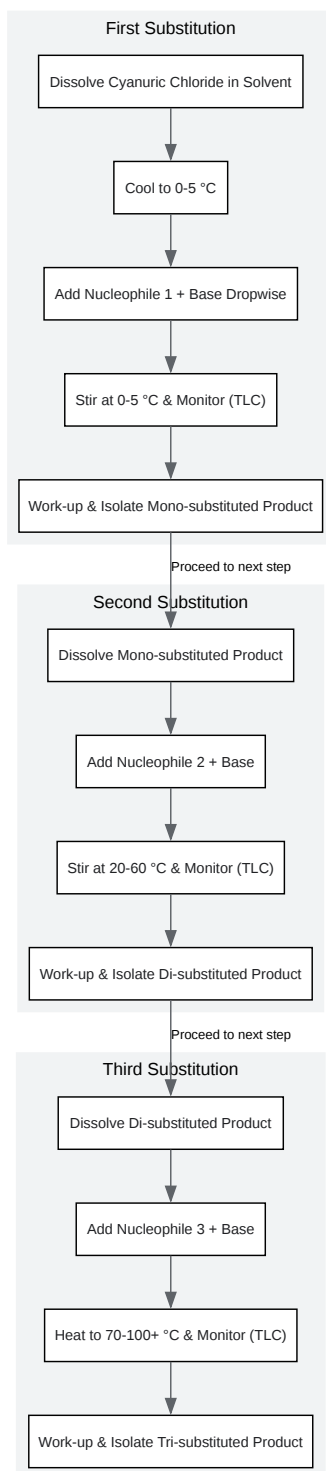 First Substitution
Dissolve Cyanuric Chloride in Solvent
Cool to 0-5 °C
Add Nucleophile 1 + Base Dropwise
Stir at 0-5 °C & Monitor (TLC)
Work-up & Isolate Mono-substituted Product
Proceed to next step
Second Substitution
Dissolve Mono-substituted Product
Add Nucleophile 2 + Base
Stir at 20-60 °C & Monitor (TLC)
Work-up & Isolate Di-substituted Product
Proceed to next step
Third Substitution
Dissolve Di-substituted Product
Add Nucleophile 3 + Base
Heat to 70-100+ °C & Monitor (TLC)
Work-up & Isolate Tri-substituted Product